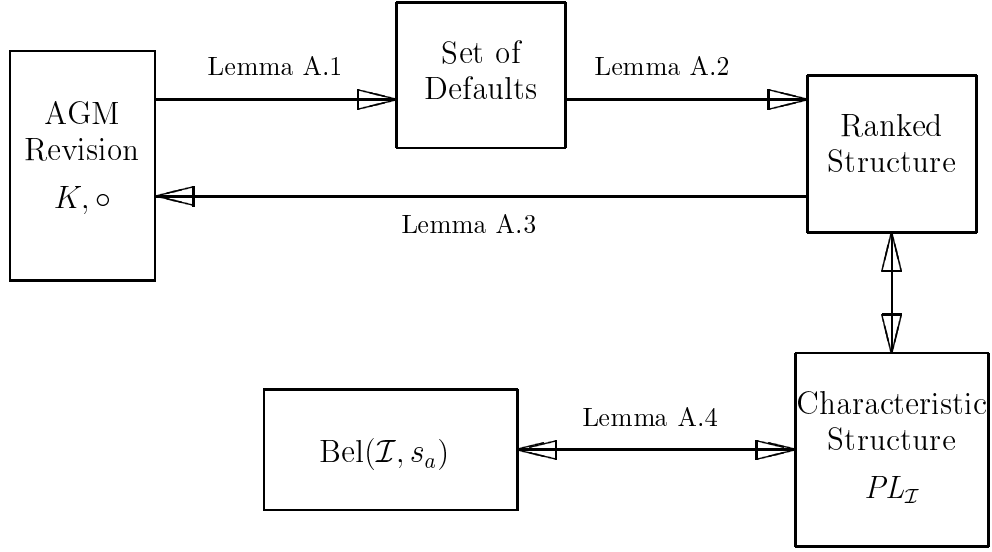 AGM
Revision
K, ∘
Lemma A.1
Set of
Defaults
Lemma A.2
Ranked
Structure
Lemma A.3
Characteristic
Structure
PL_ℐ
Lemma A.4
Bel(ℐ, s_a)